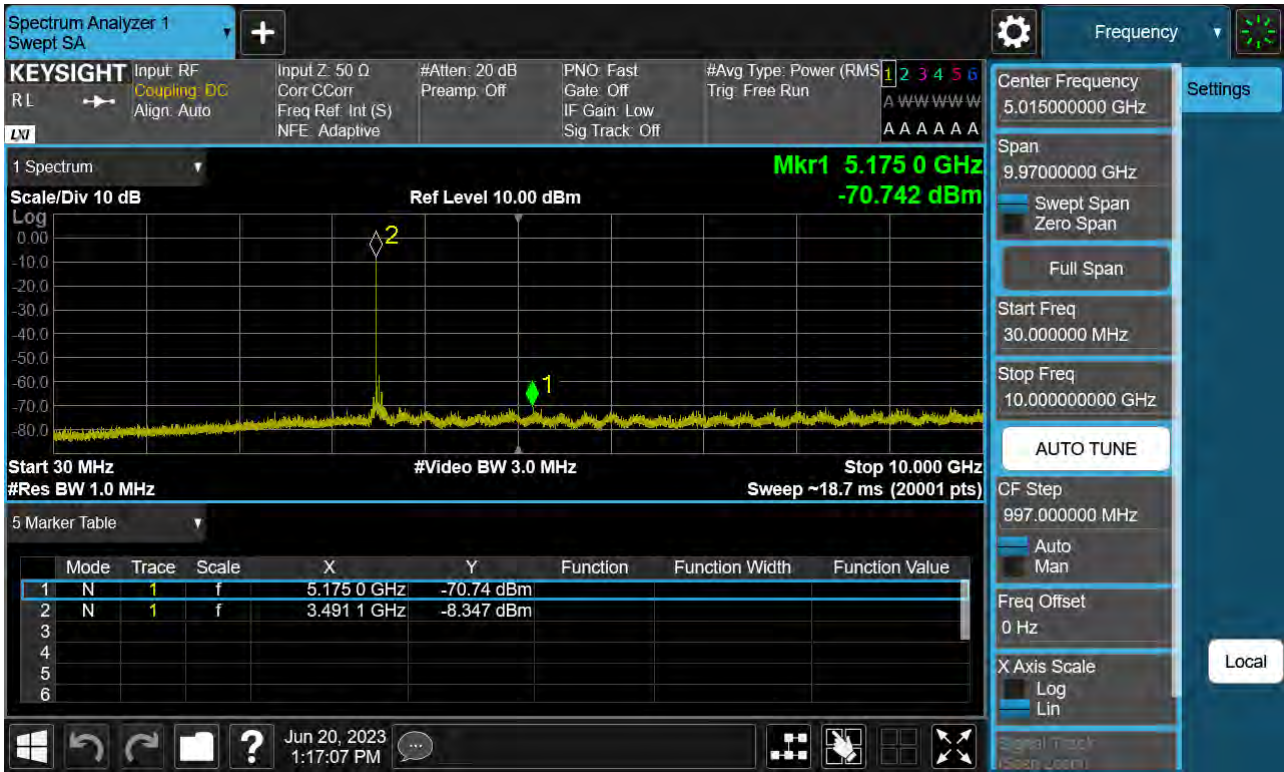 Spectrum Analyzer 1
Swept SA
Frequency
KEYSIGHT
RL
LXI
Input: RF
Coupling: DC
Align: Auto
Input Z: 50 Ω
Corr CCorr
Freq Ref: Int (S)
NFE: Adaptive
#Atten: 20 dB
Preamp: Off
PNO: Fast
Gate: Off
IF Gain: Low
Sig Track: Off
#Avg Type: Power (RMS
Trig: Free Run
1 2 3 4 5 6
A W W W W W
A A A A A A
1 Spectrum
Mkr1 5.175 0 GHz
-70.742 dBm
Scale/Div 10 dB
Ref Level 10.00 dBm
Log
0.00
-10.0
-20.0
-30.0
-40.0
-50.0
-60.0
-70.0
-80.0
2
1
Start 30 MHz
#Video BW 3.0 MHz
Stop 10.000 GHz
#Res BW 1.0 MHz
Sweep ~18.7 ms (20001 pts)
5 Marker Table
Mode Trace Scale X Y Function Function Width Function Value
1 N 1 f 5.175 0 GHz -70.74 dBm
2 N 1 f 3.491 1 GHz -8.347 dBm
3
4
5
6
Jun 20, 2023
1:17:07 PM
Center Frequency
5.015000000 GHz
Span
9.97000000 GHz
Swept Span
Zero Span
Full Span
Start Freq
30.000000 MHz
Stop Freq
10.000000000 GHz
AUTO TUNE
CF Step
997.000000 MHz
Auto
Man
Freq Offset
0 Hz
X Axis Scale
Log
Lin
Signal Track
(Span Zoom)
Settings
Local